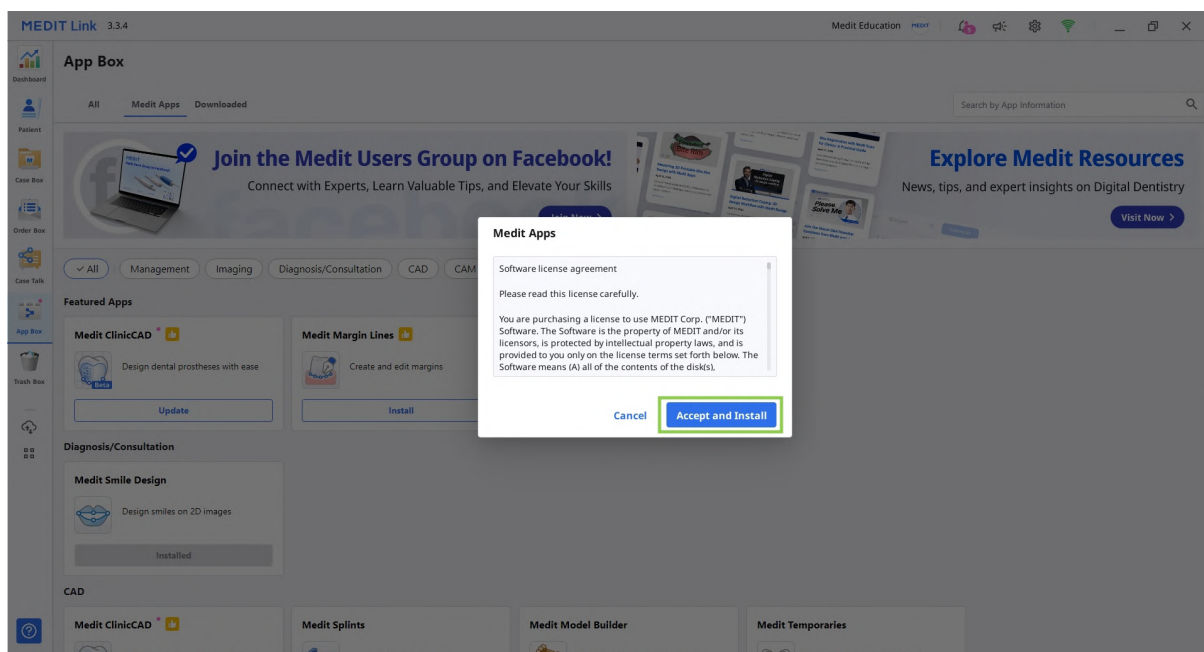 MEDIT Link 3.3.4
Medit Education MEDIT
App Box
Dashboard
Patient
Case Box
Order Box
Case Talk
App Box
Trash Box
All Medit Apps Downloaded
Search by App Information
Join the Medit Users Group on Facebook!
Connect with Experts, Learn Valuable Tips, and Elevate Your Skills
Join Now >
Please
Solve Me
Explore Medit Resources
News, tips, and expert insights on Digital Dentistry
Visit Now >
All Management Imaging Diagnosis/Consultation CAD CAM
Featured Apps
Medit ClinicCAD
Beta
Design dental prostheses with ease
Update
Medit Margin Lines
Create and edit margins
Install
Medit Apps
Software license agreement
Please read this license carefully.
You are purchasing a license to use MEDIT Corp. ("MEDIT")
Software. The Software is the property of MEDIT and/or its
licensors, is protected by intellectual property laws, and is
provided to you only on the license terms set forth below. The
Software means (A) all of the contents of the disk(s),
Cancel Accept and Install
Diagnosis/Consultation
Medit Smile Design
Design smiles on 2D images
Installed
CAD
Medit ClinicCAD
Medit Splints
Medit Model Builder
Medit Temporaries